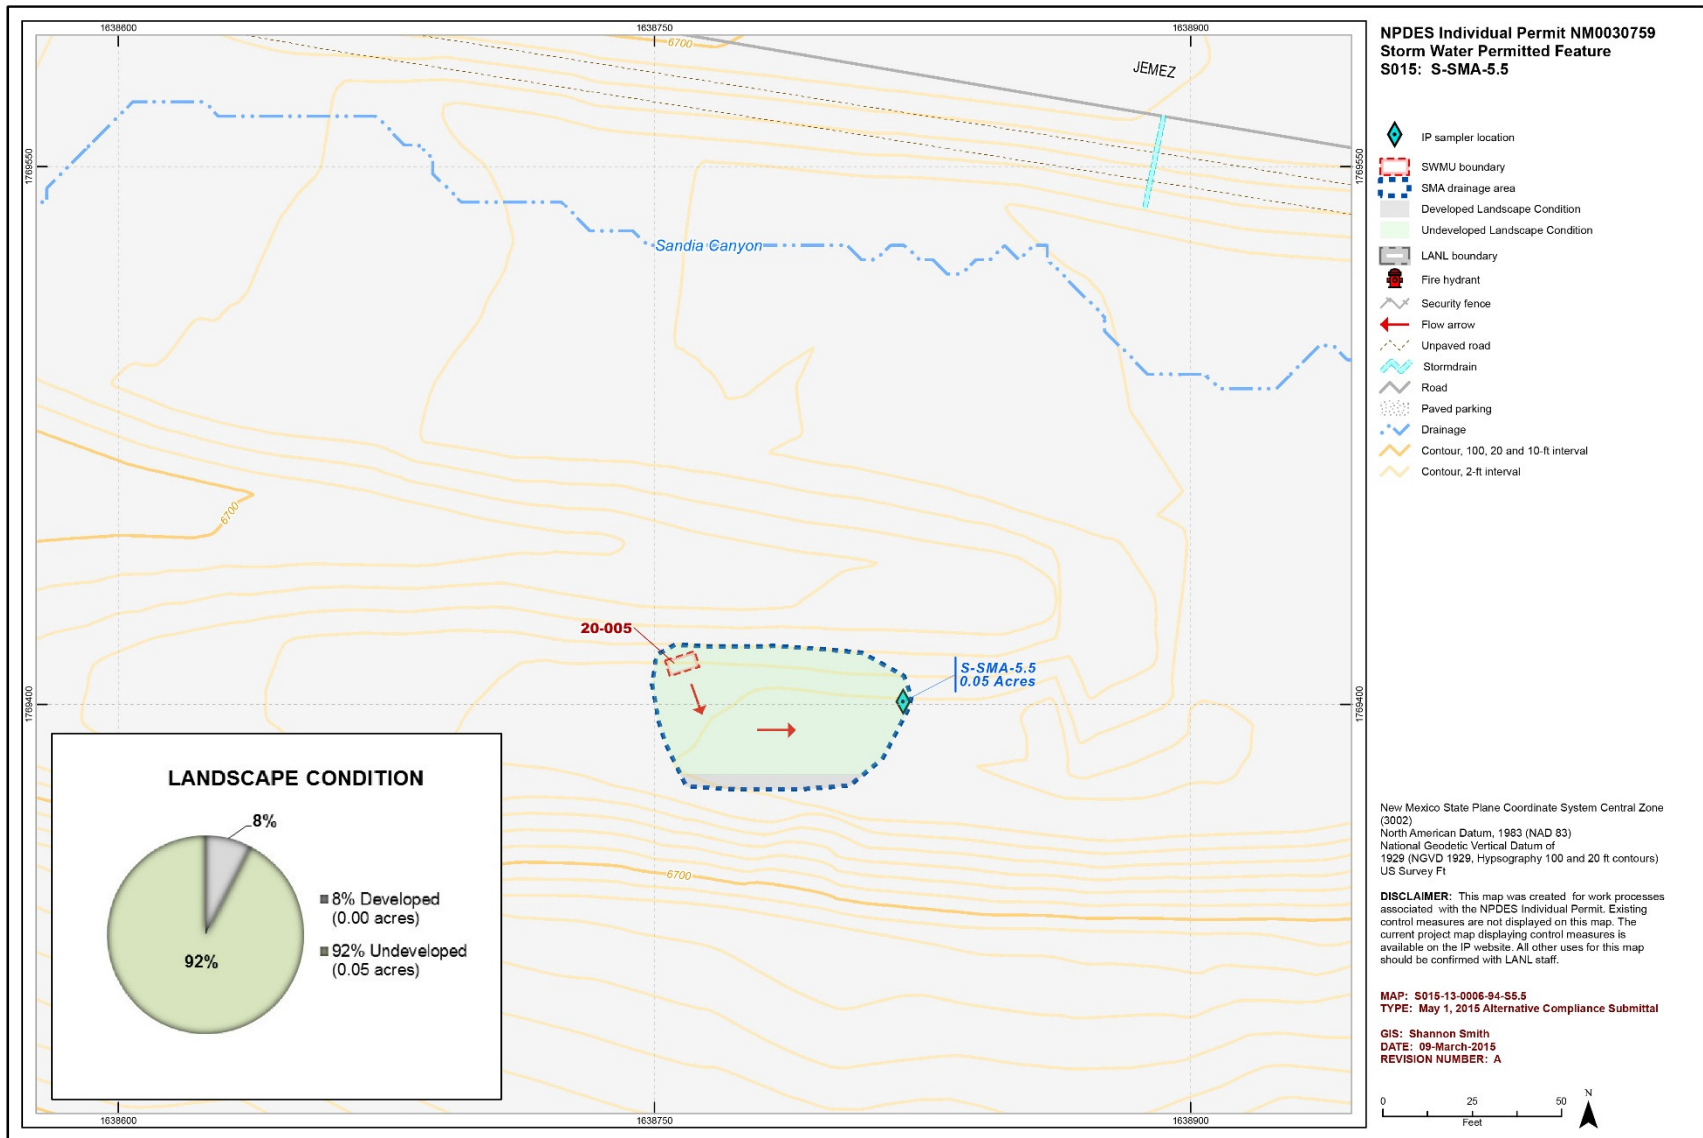 1638600
1638750
1638900
NPDES Individual Permit NM0030759
Storm Water Permitted Feature
S015: S-SMA-5.5
6700
JEMEZ
IP sampler location
SWMU boundary
SMA drainage area
Developed Landscape Condition
Undeveloped Landscape Condition
LANL boundary
Fire hydrant
Security fence
Flow arrow
Unpaved road
Stormdrain
Road
Paved parking
Drainage
Contour, 100, 20 and 10-ft interval
Contour, 2-ft interval
1769550
1769550
Sandia Canyon
6700
20-005
S-SMA-5.5
0.05 Acres
1769400
1769400
LANDSCAPE CONDITION
8%
92%
8% Developed
(0.00 acres)
92% Undeveloped
(0.05 acres)
6700
New Mexico State Plane Coordinate System Central Zone
(3002)
North American Datum, 1983 (NAD 83)
National Geodetic Vertical Datum of
1929 (NGVD 1929, Hypsography 100 and 20 ft contours)
US Survey Ft
DISCLAIMER: This map was created for work processes
associated with the NPDES Individual Permit. Existing
control measures are not displayed on this map. The
current project map displaying control measures is
available on the IP website. All other uses for this map
should be confirmed with LANL staff.
MAP: S015-13-0006-94-S5.5
TYPE: May 1, 2015 Alternative Compliance Submittal
GIS: Shannon Smith
DATE: 09-March-2015
REVISION NUMBER: A
0 25 50
Feet
N
1638600
1638750
1638900